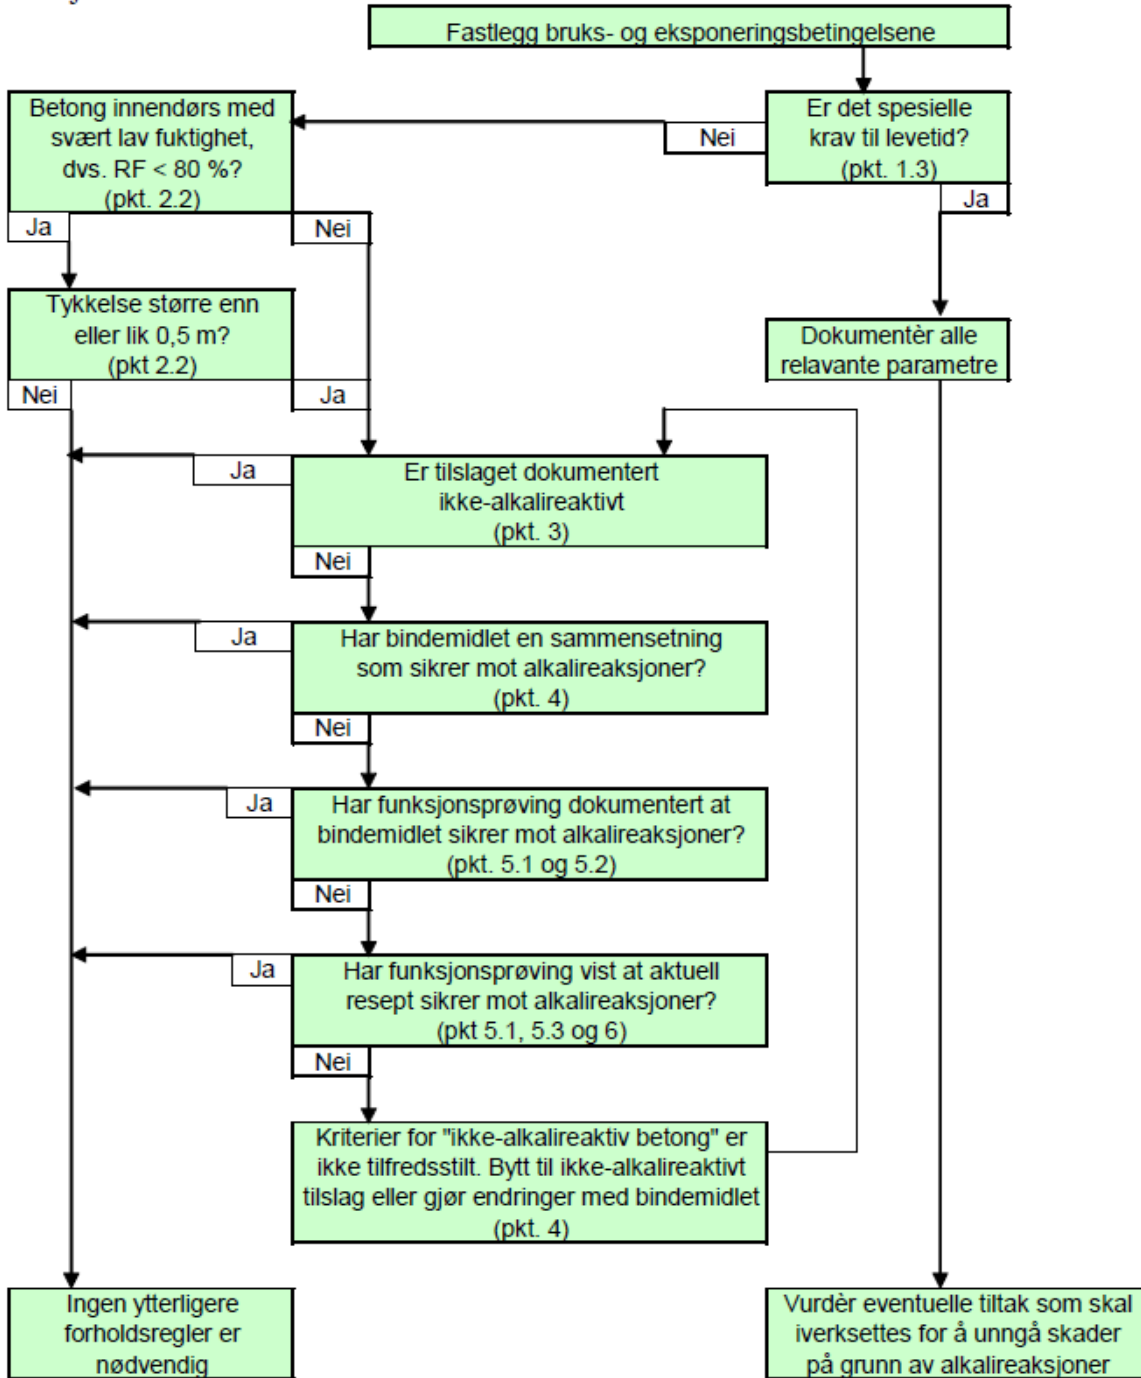 Fastlegg bruks- og eksponeringsbetingelsene
Er det spesielle
krav til levetid?
(pkt. 1.3)
Nei
Ja
Betong innendørs med
svært lav fuktighet,
dvs. RF < 80 %?
(pkt. 2.2)
Ja
Nei
Tykkelse større enn
eller lik 0,5 m?
(pkt 2.2)
Nei
Ja
Dokumentèr alle
relavante parametre
Er tilslaget dokumentert
ikke-alkalireaktivt
(pkt. 3)
Ja
Nei
Har bindemidlet en sammensetning
som sikrer mot alkalireaksjoner?
(pkt. 4)
Ja
Nei
Har funksjonsprøving dokumentert at
bindemidlet sikrer mot alkalireaksjoner?
(pkt. 5.1 og 5.2)
Ja
Nei
Har funksjonsprøving vist at aktuell
resept sikrer mot alkalireaksjoner?
(pkt 5.1, 5.3 og 6)
Ja
Nei
Kriterier for "ikke-alkalireaktiv betong" er
ikke tilfredsstilt. Bytt til ikke-alkalireaktivt
tilslag eller gjør endringer med bindemidlet
(pkt. 4)
Ingen ytterligere
forholdsregler er
nødvendig
Vurdèr eventuelle tiltak som skal
iverksettes for å unngå skader
på grunn av alkalireaksjoner